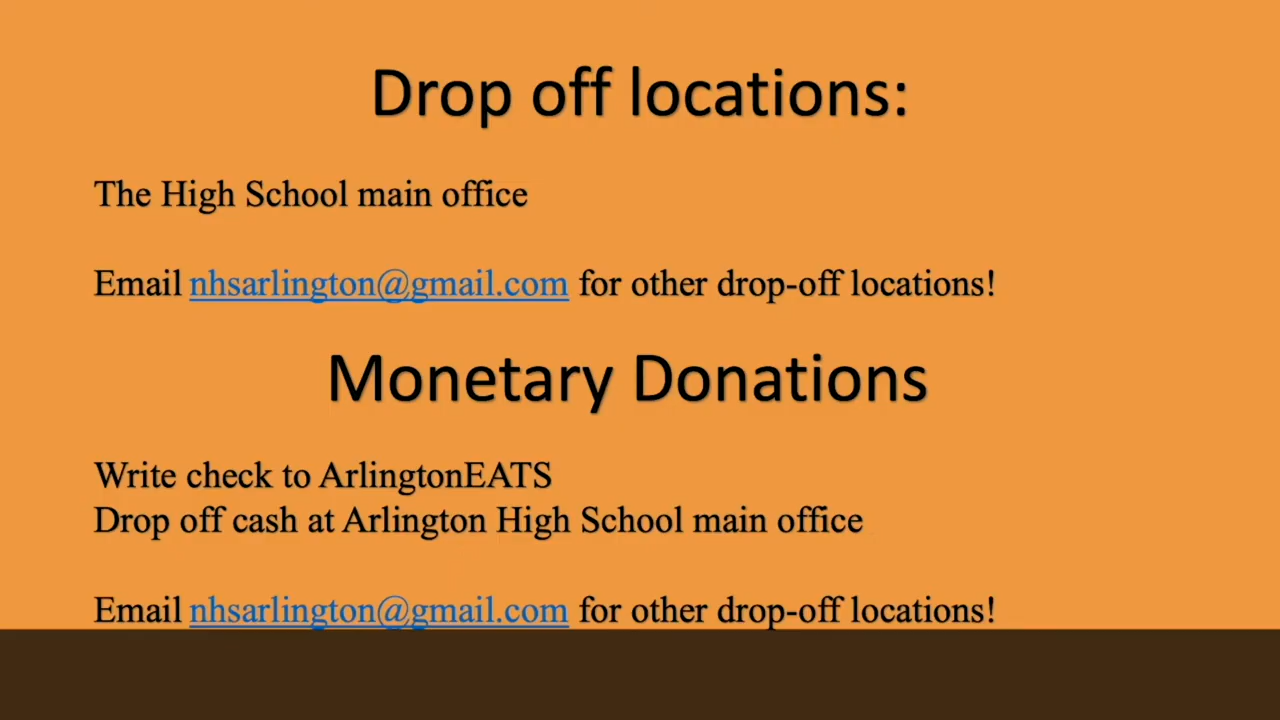 Drop off locations:
The High School main office
Email nhsarlington@gmail.com for other drop-off locations!
Monetary Donations
Write check to ArlingtonEATS
Drop off cash at Arlington High School main office
Email nhsarlington@gmail.com for other drop-off locations!